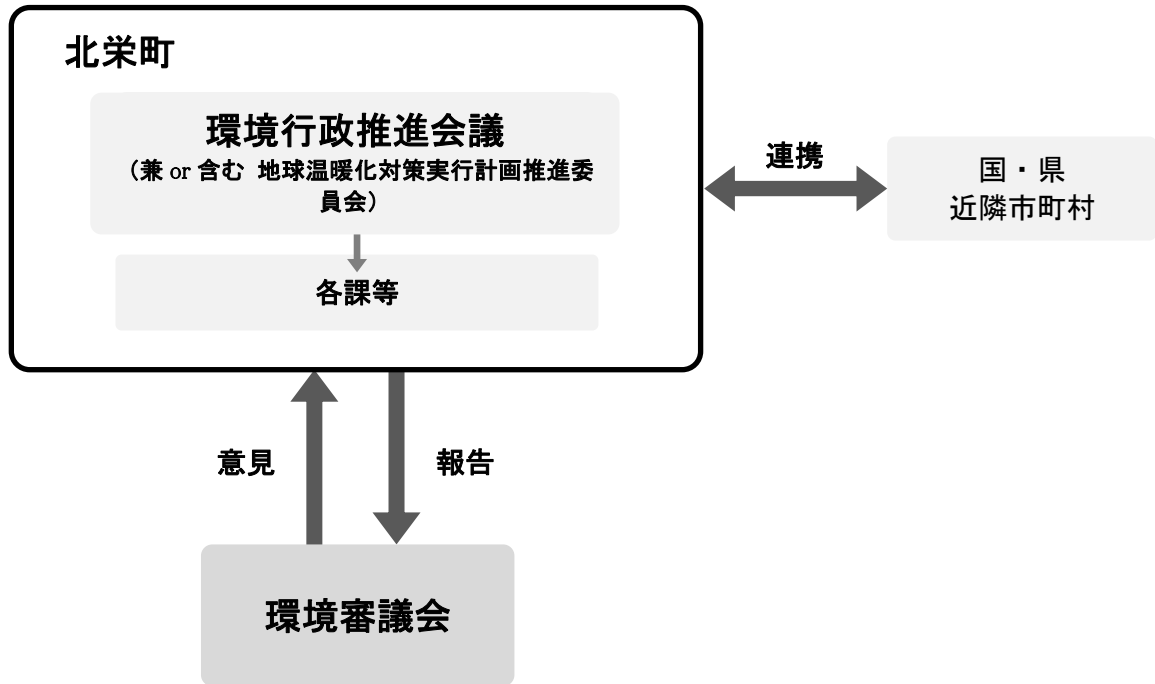 北栄町
環境行政推進会議
（兼 or 含む 地球温暖化対策実行計画推進委
員会）
連携
国・県
近隣市町村
各課等
意見
報告
環境審議会